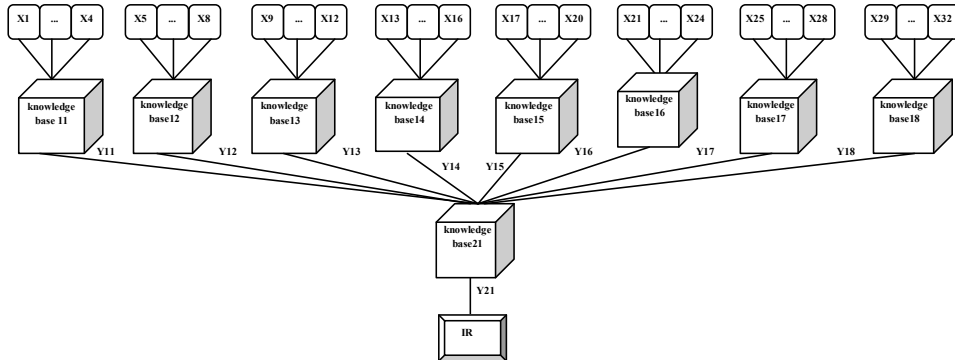 X1 ... X4 X5 ... X8 X9 ... X12 X13 ... X16 X17 ... X20 X21 ... X24 X25 ... X28 X29 ... X32
knowledge base 11
knowledge base12
knowledge base13
knowledge base14
knowledge base15
knowledge base16
knowledge base17
knowledge base18
Y11 Y12 Y13 Y14 Y15 Y16 Y17 Y18
knowledge
base21
Y21
IR